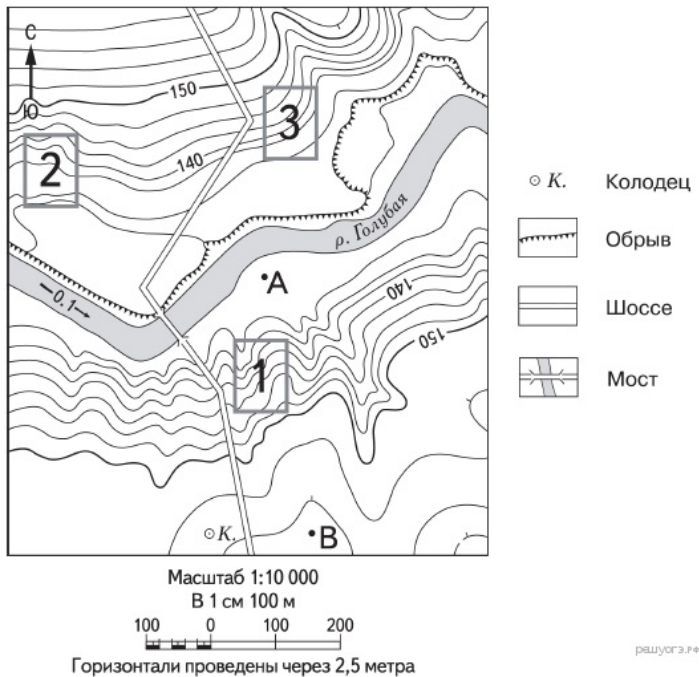 С
Ю
150
140
2
3
р. Голубая
0.1
А
140
150
1
К.
В
К. Колодец
Обрыв
Шоссе
Мост
Масштаб 1:10 000
В 1 см 100 м
100 0 100 200
Горизонтали проведены через 2,5 метра
решуогэ.рф